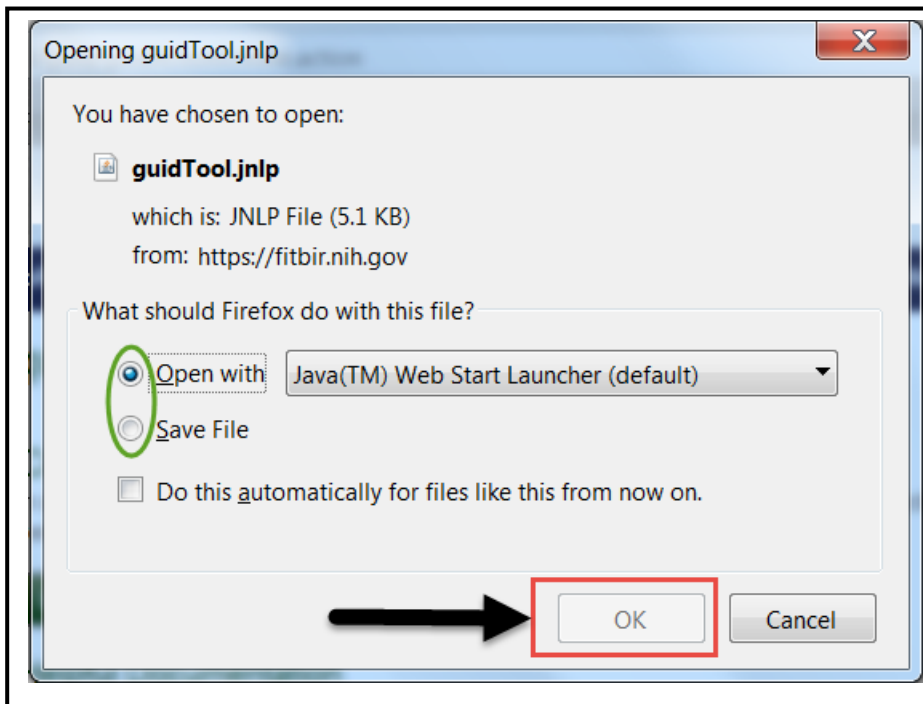 Opening guidTool.jnlp
You have chosen to open:
guidTool.jnlp
which is: JNLP File (5.1 KB)
from: https://fitbir.nih.gov
What should Firefox do with this file?
Open with Java(TM) Web Start Launcher (default)
Save File
Do this automatically for files like this from now on.
OK Cancel